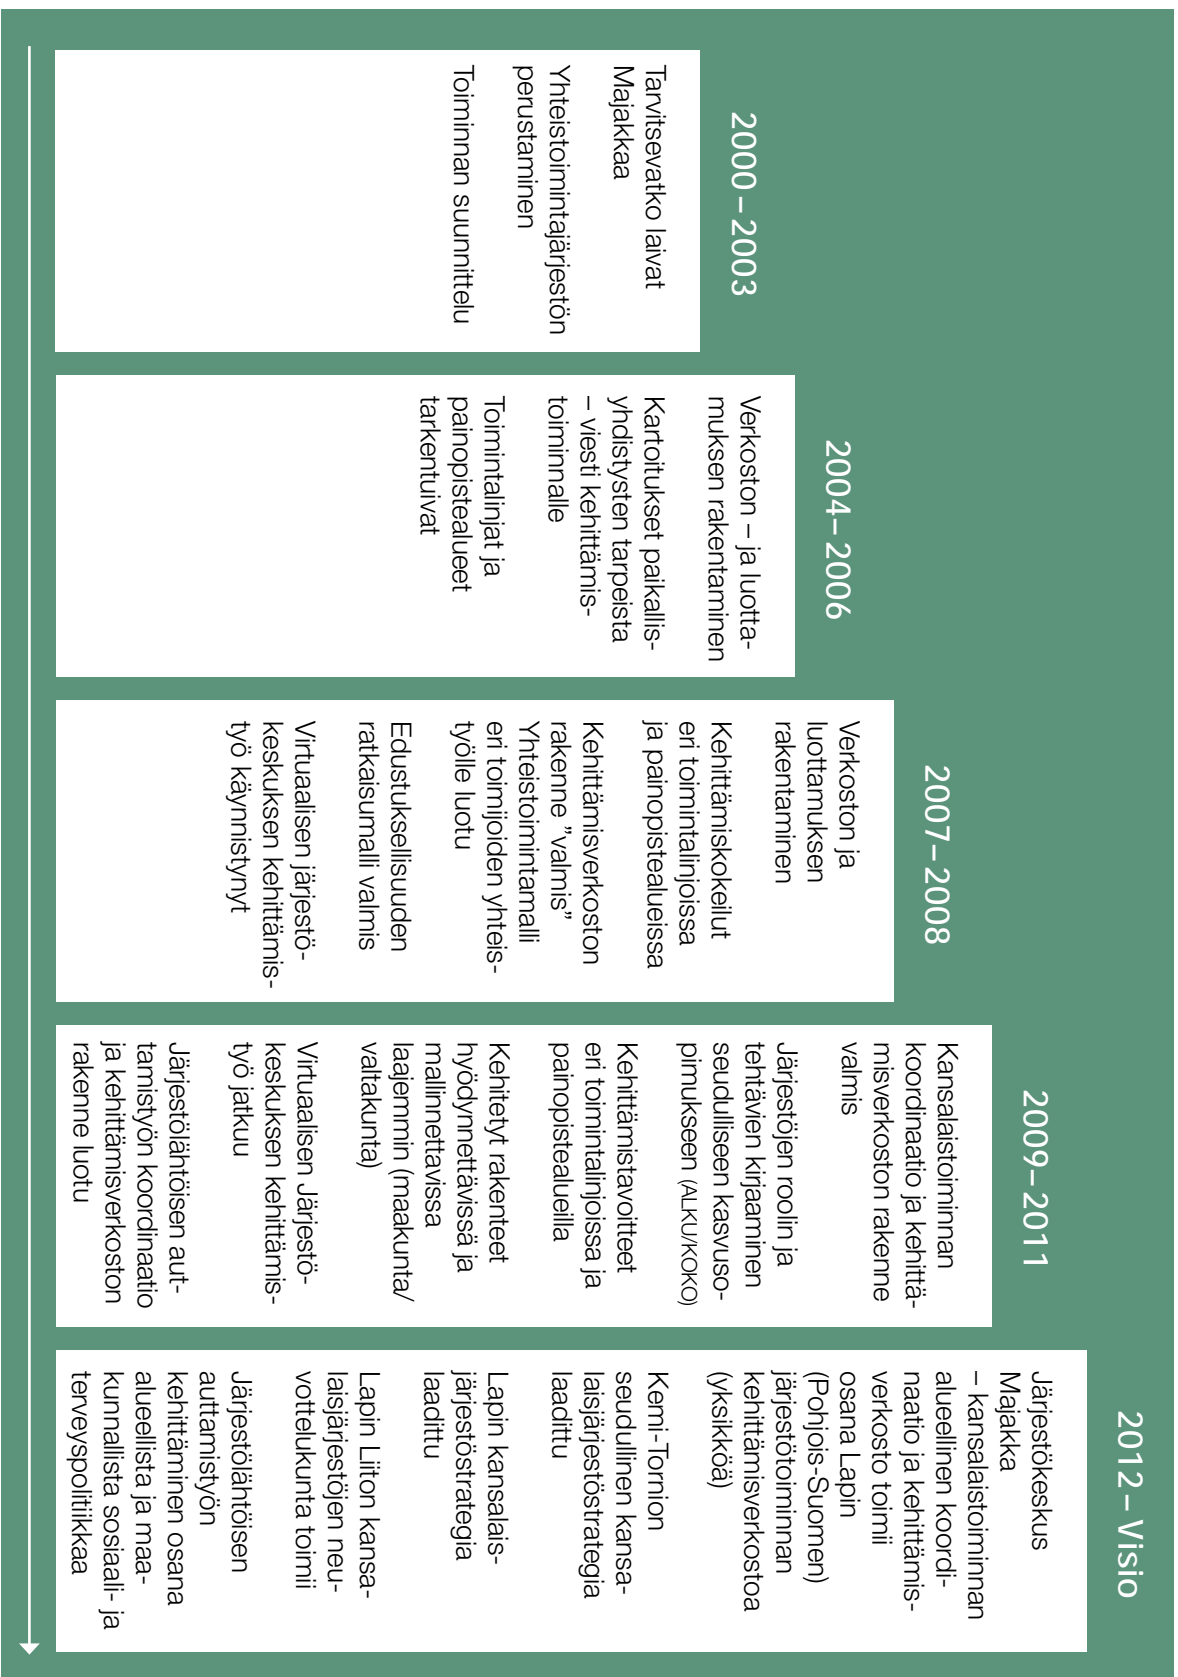 2000–2003
Tarvitsevatko laivat
Majakkaa
Yhteistoimintajärjestön
perustaminen
Toiminnan suunnittelu
2004–2006
Verkoston – ja luotta-
muksen rakentaminen
Kartoitukset paikallis-
yhdistysten tarpeista
– viesti kehittämis-
toiminnalle
Toimintalinjat ja
painopistealueet
tarkentuivat
2007–2008
Verkoston ja
luottamuksen
rakentaminen
Kehittämiskokeilut
eri toimintalinjoissa
ja painopistealueissa
Kehittämisverkoston
rakenne ”valmis”
Yhteistoimintamalli
eri toimijoiden yhteis-
työlle luotu
Edustuksellisuuden
ratkaisumalli valmis
Virtuaalisen järjestö-
keskuksen kehittämis-
työ käynnistynyt
2009–2011
Kansalaistoiminnan
koordinaatio ja kehittä-
misverkoston rakenne
valmis
Järjestöjen roolin ja
tehtävien kirjaaminen
seudulliseen kasvuso-
pimukseen (ALKU/KOKO)
Kehittämistavoitteet
eri toimintalinjoissa ja
painopistealueilla
Kehitetyt rakenteet
hyödynnettävissä ja
mallinnettavissa
laajemmin (maakunta/
valtakunta)
Virtuaalisen Järjestö-
keskuksen kehittämis-
työ jatkuu
Järjestölähtöisen aut-
tamistyön koordinaatio
ja kehittämisverkoston
rakenne luotu
2012– Visio
Järjestökeskus
Majakka
– kansalaistoiminnan
alueellinen koordi-
naatio ja kehittämis-
verkosto toimii
osana Lapin
(Pohjois-Suomen)
järjestötoiminnan
kehittämisverkostoa
(yksikköä)
Kemi-Tornion
seudullinen kansa-
laisjärjestöstrategia
laadittu
Lapin kansalais-
järjestöstrategia
laadittu
Lapin Liiton kansa-
laisjärjestöjen neu-
vottelukunta toimii
Järjestölähtöisen
auttamistyön
kehittäminen osana
alueellista ja maa-
kunnallista sosiaali- ja
terveyspolitiikkaa